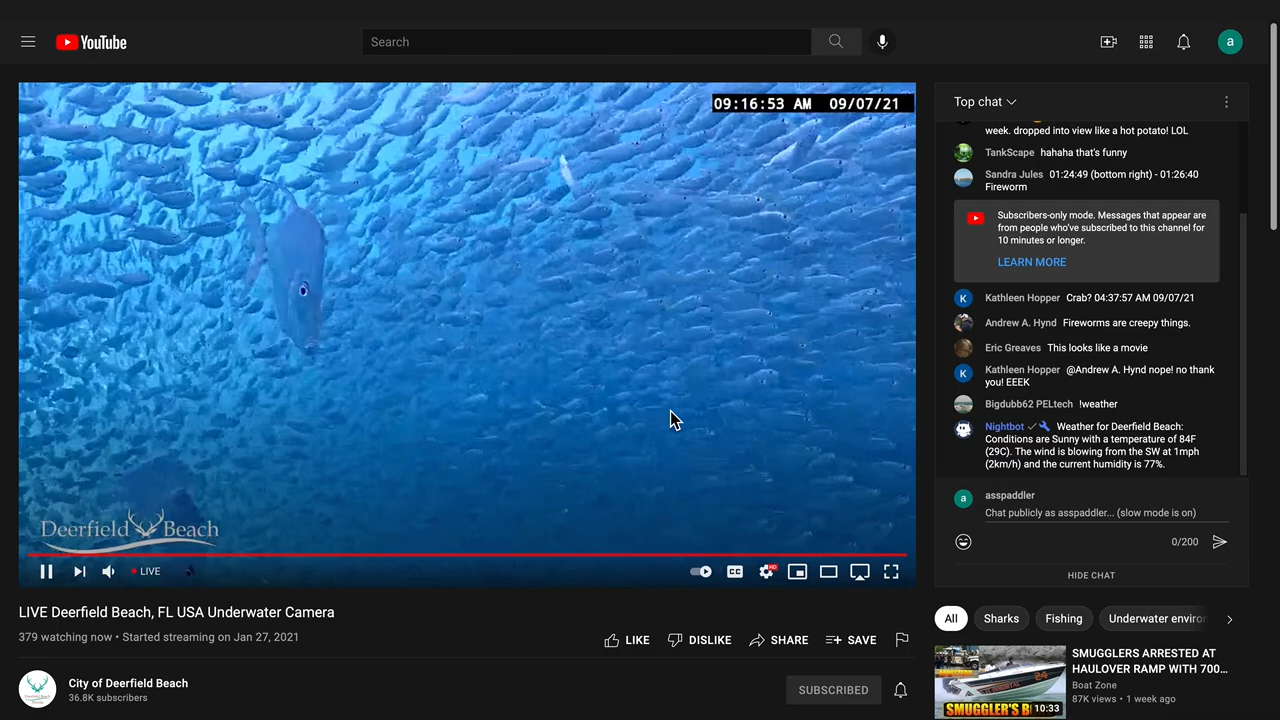 YouTube
Search
a
09:16:53 AM 09/07/21
Deerfield Beach
LIVE
CC
HD
LIVE Deerfield Beach, FL USA Underwater Camera
379 watching now • Started streaming on Jan 27, 2021
LIKE
DISLIKE
SHARE
SAVE
City of Deerfield Beach
36.8K subscribers
SUBSCRIBED
Top chat
week. dropped into view like a hot potato! LOL
TankScape hahaha that's funny
Sandra Jules 01:24:49 (bottom right) - 01:26:40
Fireworm
Subscribers-only mode. Messages that appear are
from people who've subscribed to this channel for
10 minutes or longer.
LEARN MORE
K Kathleen Hopper Crab? 04:37:57 AM 09/07/21
Andrew A. Hynd Fireworms are creepy things.
Eric Greaves This looks like a movie
K Kathleen Hopper @Andrew A. Hynd nope! no thank
you! EEEK
Bigdubb62 PELtech !weather
Nightbot Weather for Deerfield Beach:
Conditions are Sunny with a temperature of 84F
(29C). The wind is blowing from the SW at 1mph
(2km/h) and the current humidity is 77%.
a asspaddler
Chat publicly as asspaddler... (slow mode is on)
0/200
HIDE CHAT
All
Sharks
Fishing
Underwater enviro
SMUGGLER'S B
10:33
SMUGGLERS ARRESTED AT
HAULOVER RAMP WITH 700...
Boat Zone
87K views • 1 week ago